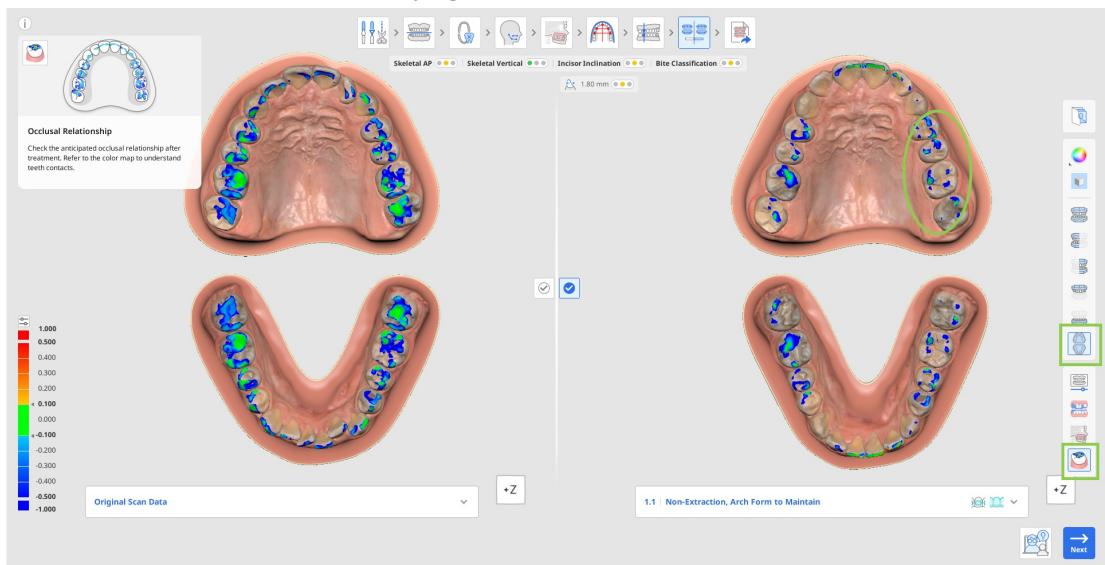 Skeletal AP
Skeletal Vertical
Incisor Inclination
Bite Classification
1.80 mm
Occlusal Relationship
Check the anticipated occlusal relationship after
treatment. Refer to the color map to understand
teeth contacts.
1.000
0.500
0.400
0.300
0.200
0.100
0.000
-0.100
-0.200
-0.300
-0.400
-0.500
-1.000
Original Scan Data
+Z
1.1 | Non-Extraction, Arch Form to Maintain
+Z
Next